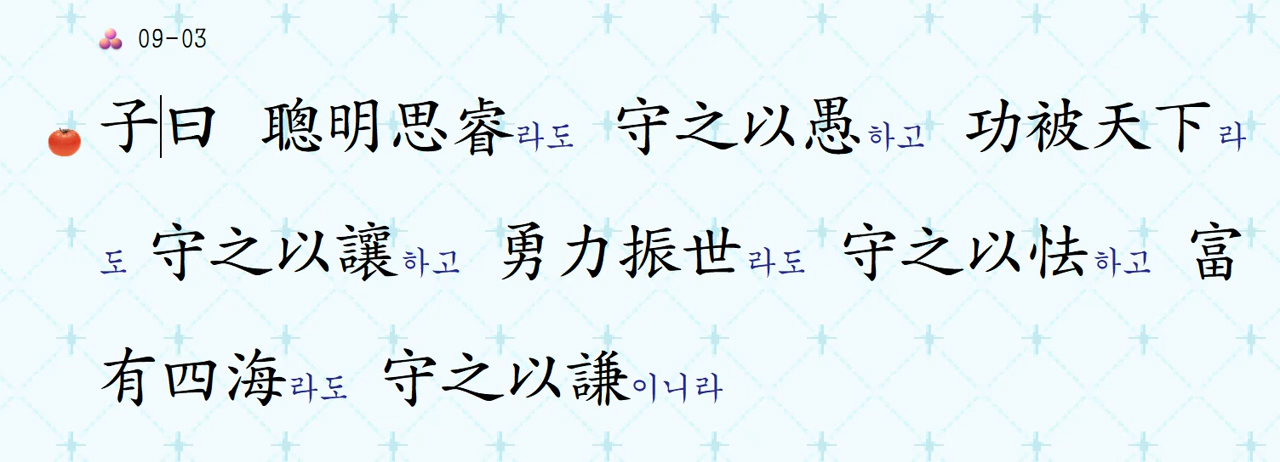 09-03
子曰 聰明思睿라도 守之以愚하고 功被天下라
도 守之以讓하고 勇力振世라도 守之以怯하고 富
有四海라도 守之以謙이니라